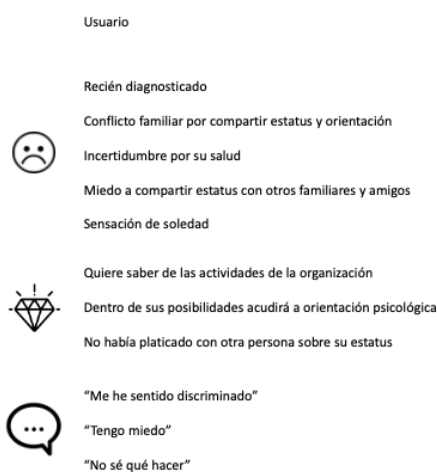 Usuario
Recién diagnosticado
Conflicto familiar por compartir estatus y orientación
Incertidumbre por su salud
Miedo a compartir estatus con otros familiares y amigos
Sensación de soledad
Quiere saber de las actividades de la organización
Dentro de sus posibilidades acudirá a orientación psicológica
No había platicado con otra persona sobre su estatus
“Me he sentido discriminado”
“Tengo miedo”
“No sé qué hacer”